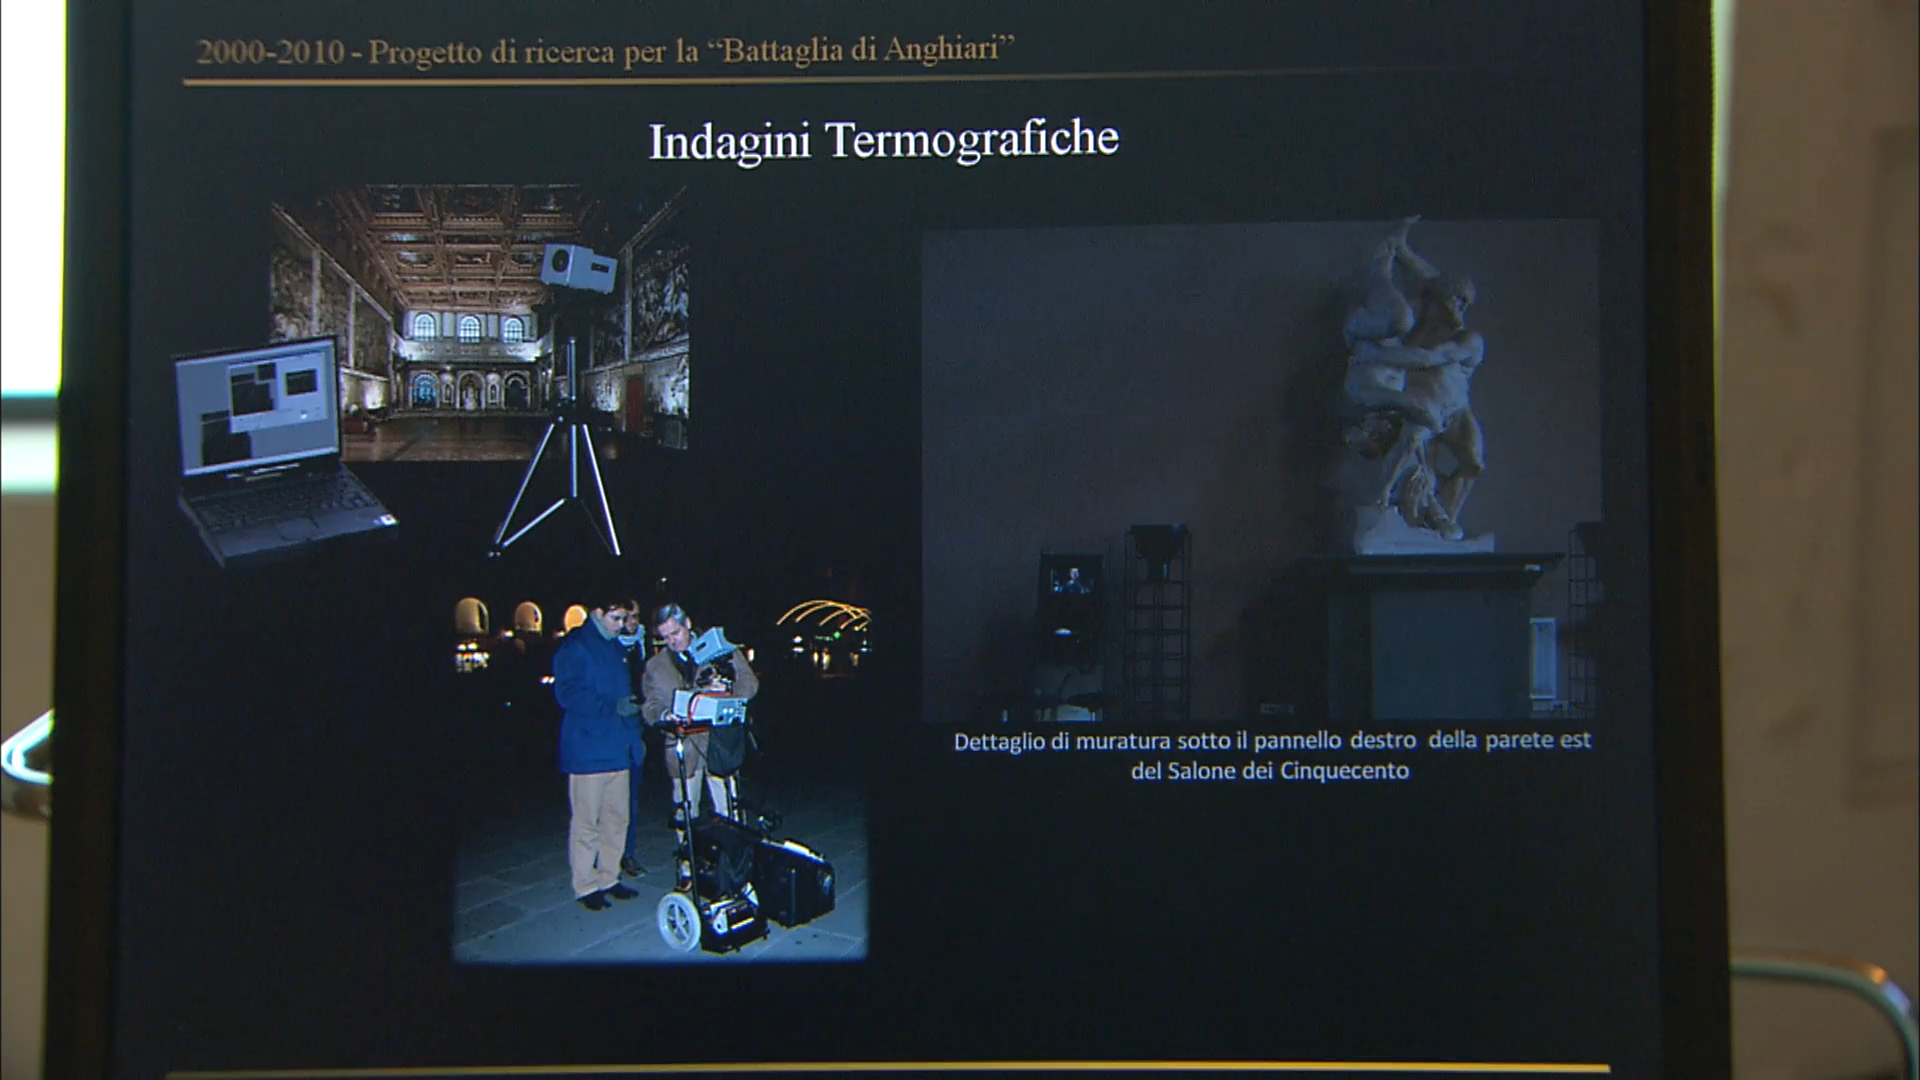 2000-2010 - Progetto di ricerca per la “Battaglia di Anghiari”
Indagini Termografiche
Dettaglio di muratura sotto il pannello destro della parete est
del Salone dei Cinquecento